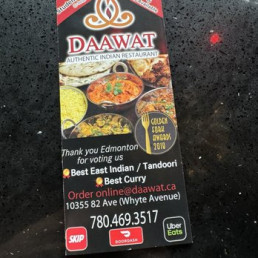 DAAWAT
AUTHENTIC INDIAN RESTAURANT
GOLDEN
FORK
AWARDS
2018
Thank you Edmonton
for voting us
Best East Indian / Tandoori
Best Curry
Order online@daawat.ca
10355 82 Ave (Whyte Avenue)
780.469.3517
SKIP
DOORDASH
Uber
Eats